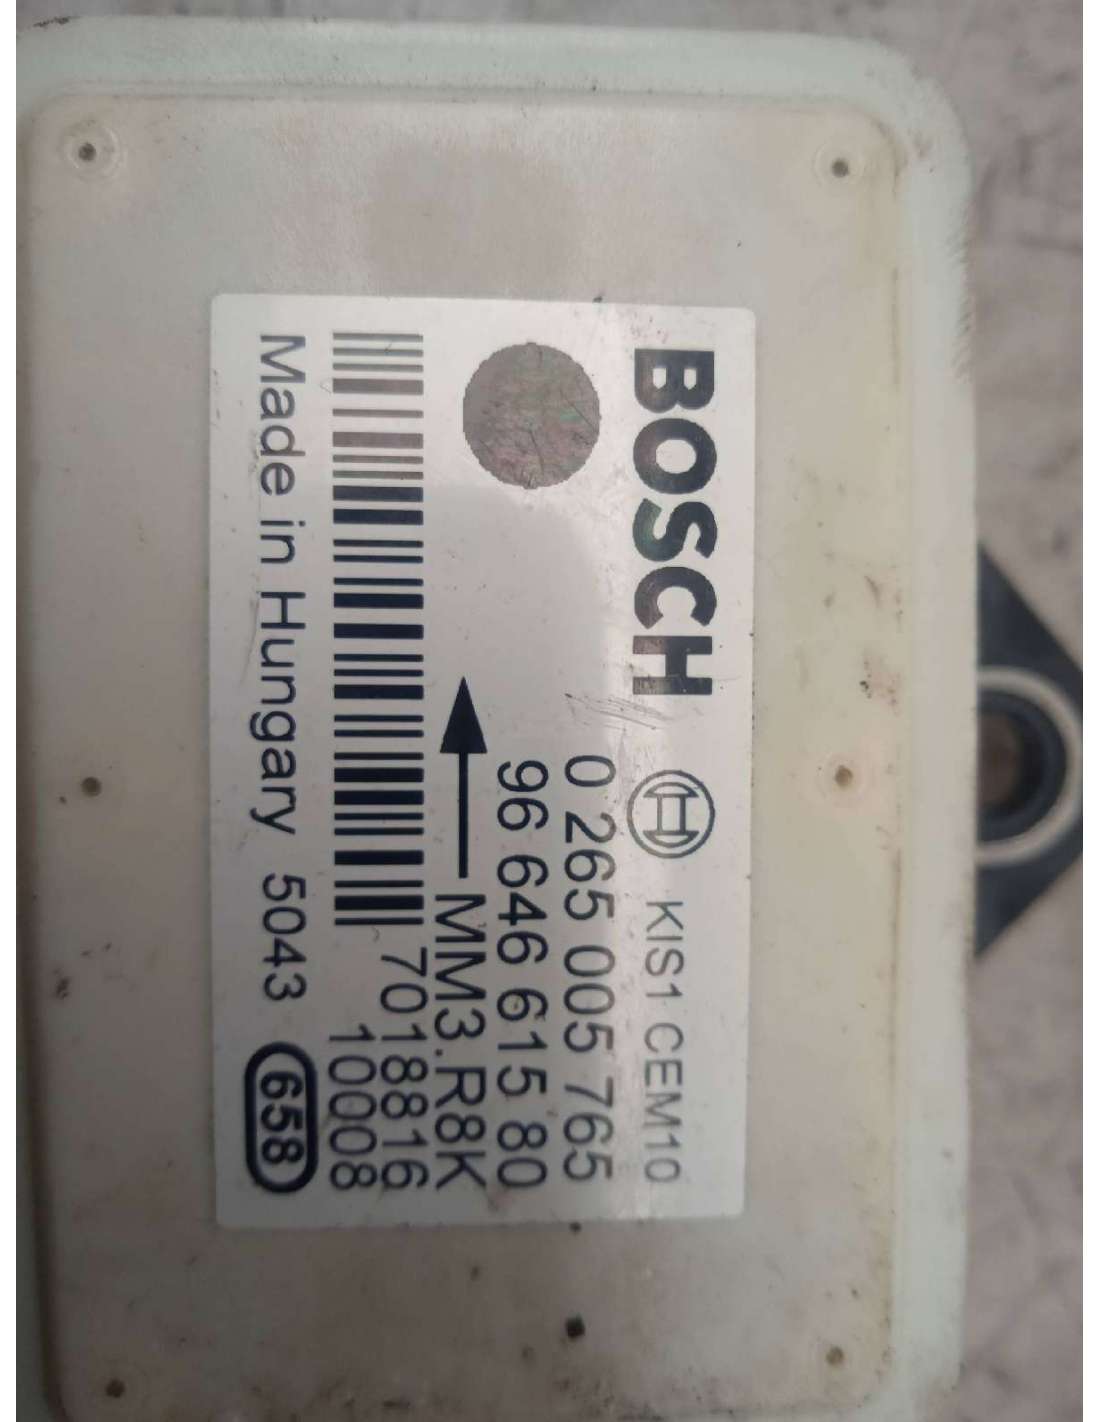 BOSCH KIS1 CEM10
0 265 005 765
96 646 615 80
MM3.R8K
7018816
10008
Made in Hungary 5043 658